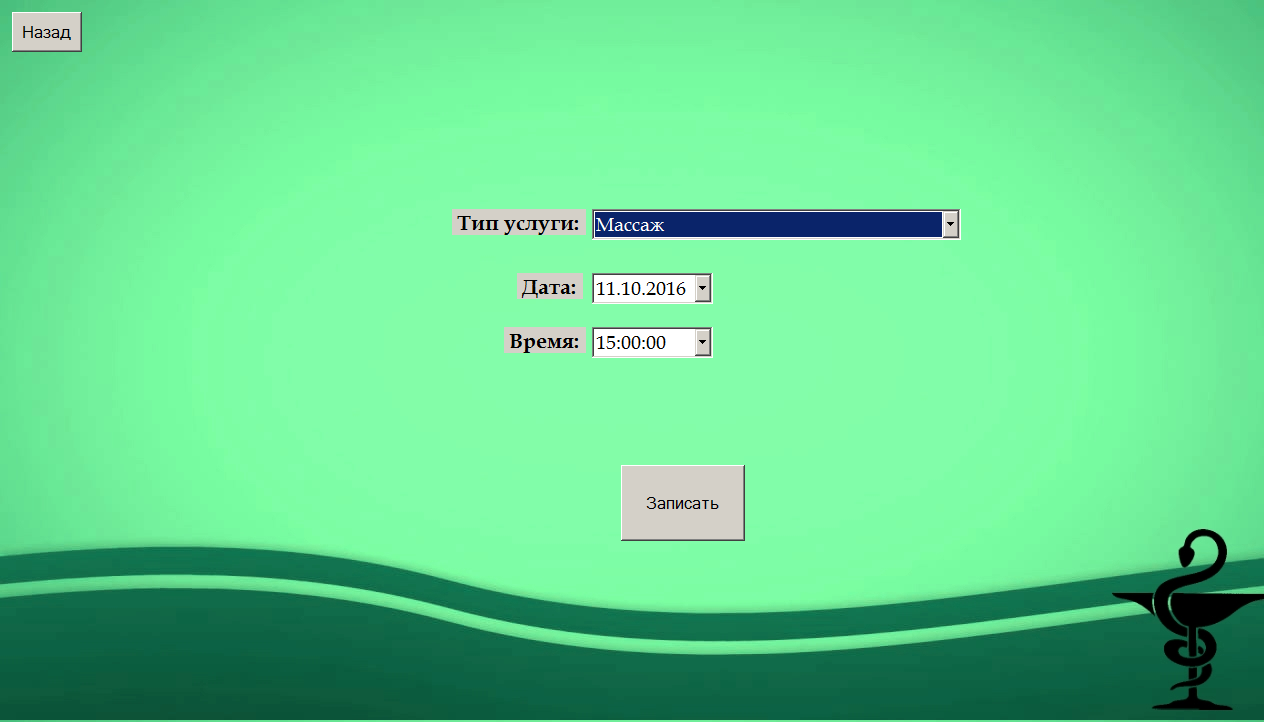 Назад
Тип услуги: Массаж
Дата: 11.10.2016
Время: 15:00:00
Записать